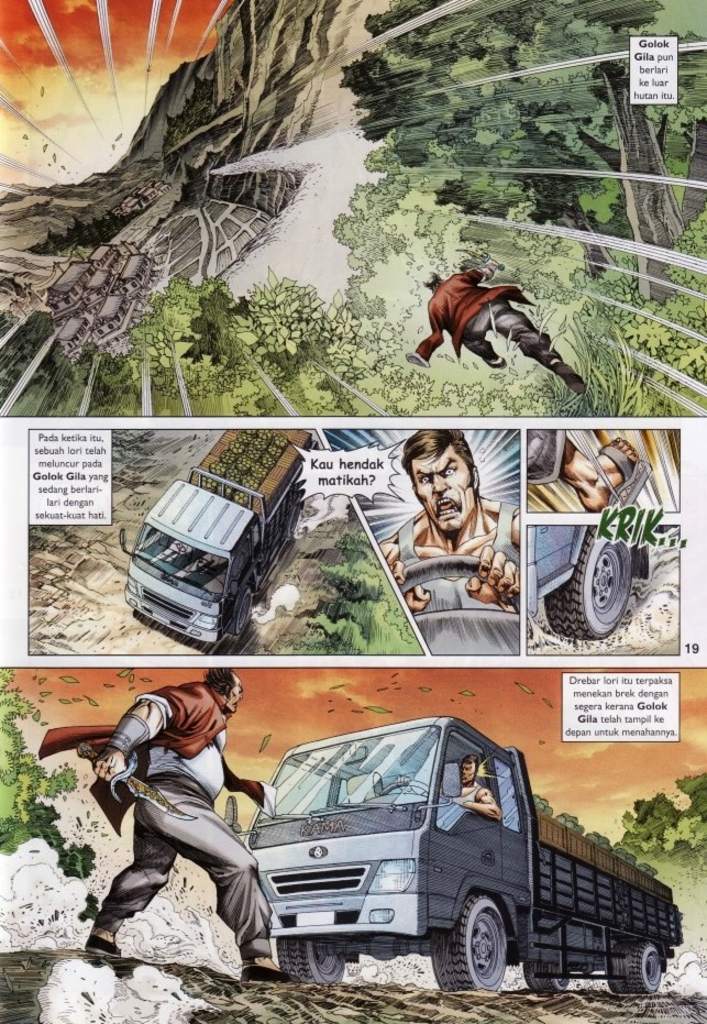 Golok
Gila pun
berlari
ke luar
hutan itu.
Pada ketika itu,
sebuah lori telah
meluncur pada
Golok Gila yang
sedang berlari-
lari dengan
sekuat-kuat hati.
Kau hendak
matikah?
KRIK...
19
Drebar lori itu terpaksa
menekan brek dengan
segera kerana Golok
Gila telah tampil ke
depan untuk menahannya.
KAMA